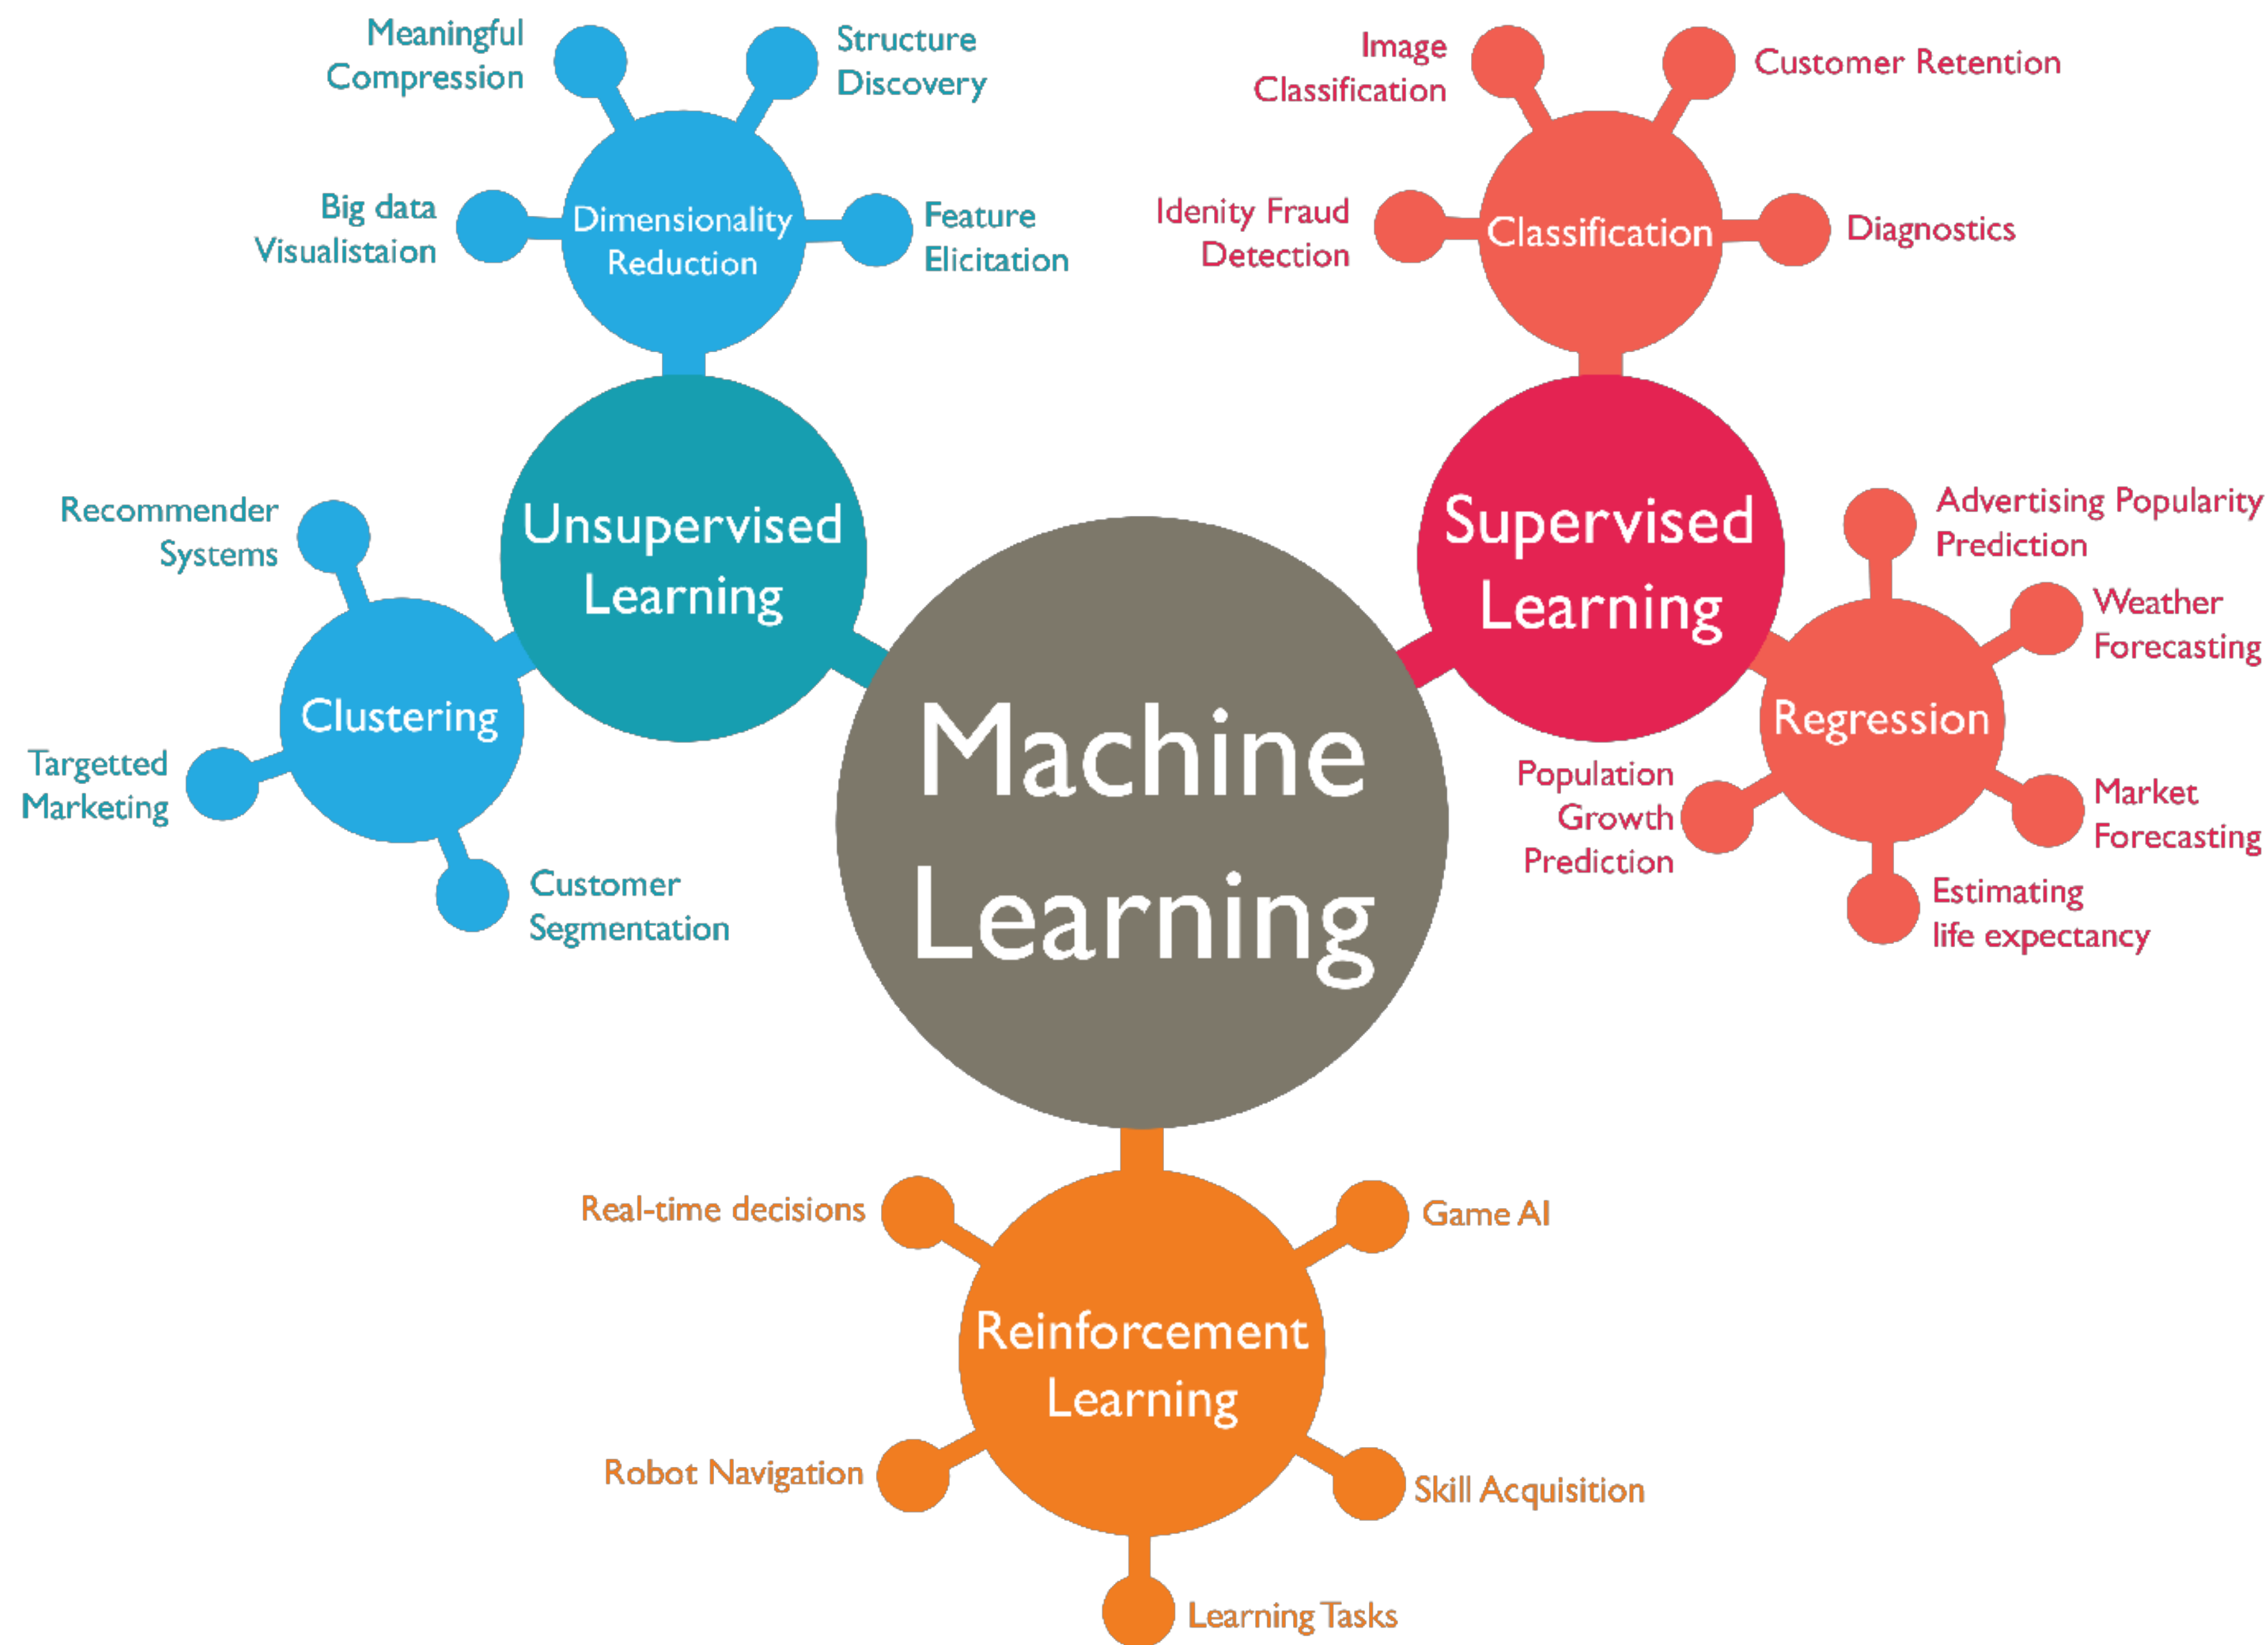 Meaningful
Compression
Structure
Discovery
Big data
Visualistaion
Dimensionality
Reduction
Feature
Elicitation
Image
Classification
Customer Retention
Idenity Fraud
Detection
Classification
Diagnostics
Unsupervised
Learning
Supervised
Learning
Recommender
Systems
Clustering
Targetted
Marketing
Customer
Segmentation
Machine
Learning
Advertising Popularity
Prediction
Weather
Forecasting
Regression
Population
Growth
Prediction
Market
Forecasting
Estimating
life expectancy
Real-time decisions
Game AI
Reinforcement
Learning
Robot Navigation
Skill Acquisition
Learning Tasks